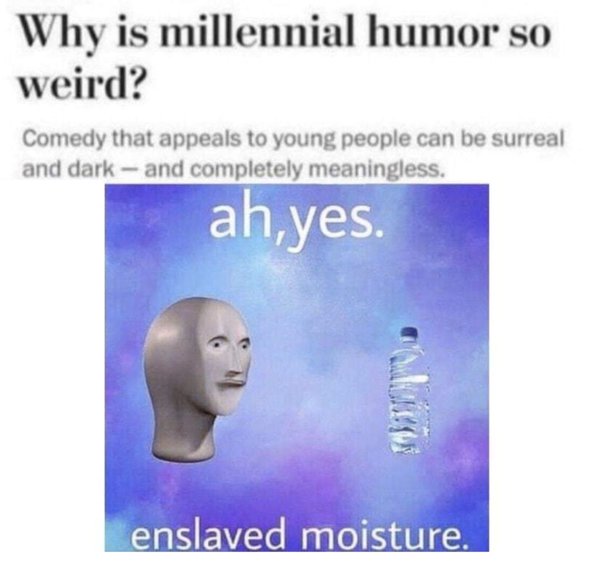 Why is millennial humor so
weird?
Comedy that appeals to young people can be surreal
and dark — and completely meaningless.
ah,yes.
enslaved moisture.